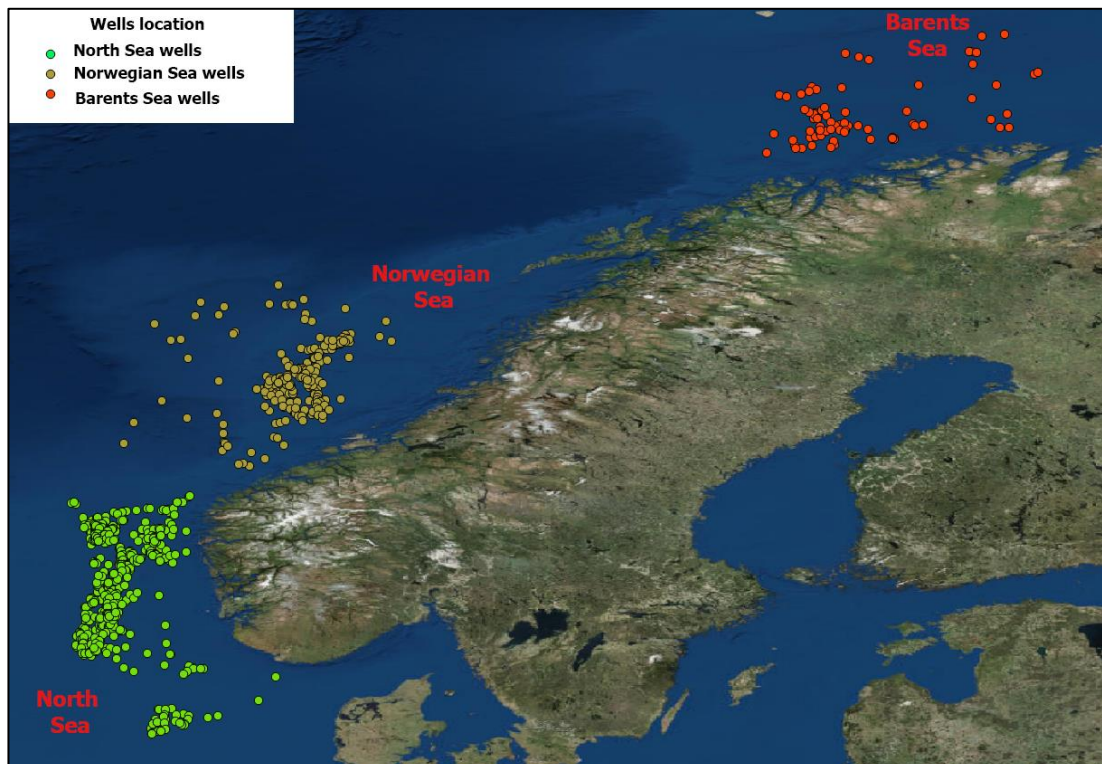 Wells location
North Sea wells
Norwegian Sea wells
Barents Sea wells
Barents
Sea
Norwegian
Sea
North
Sea